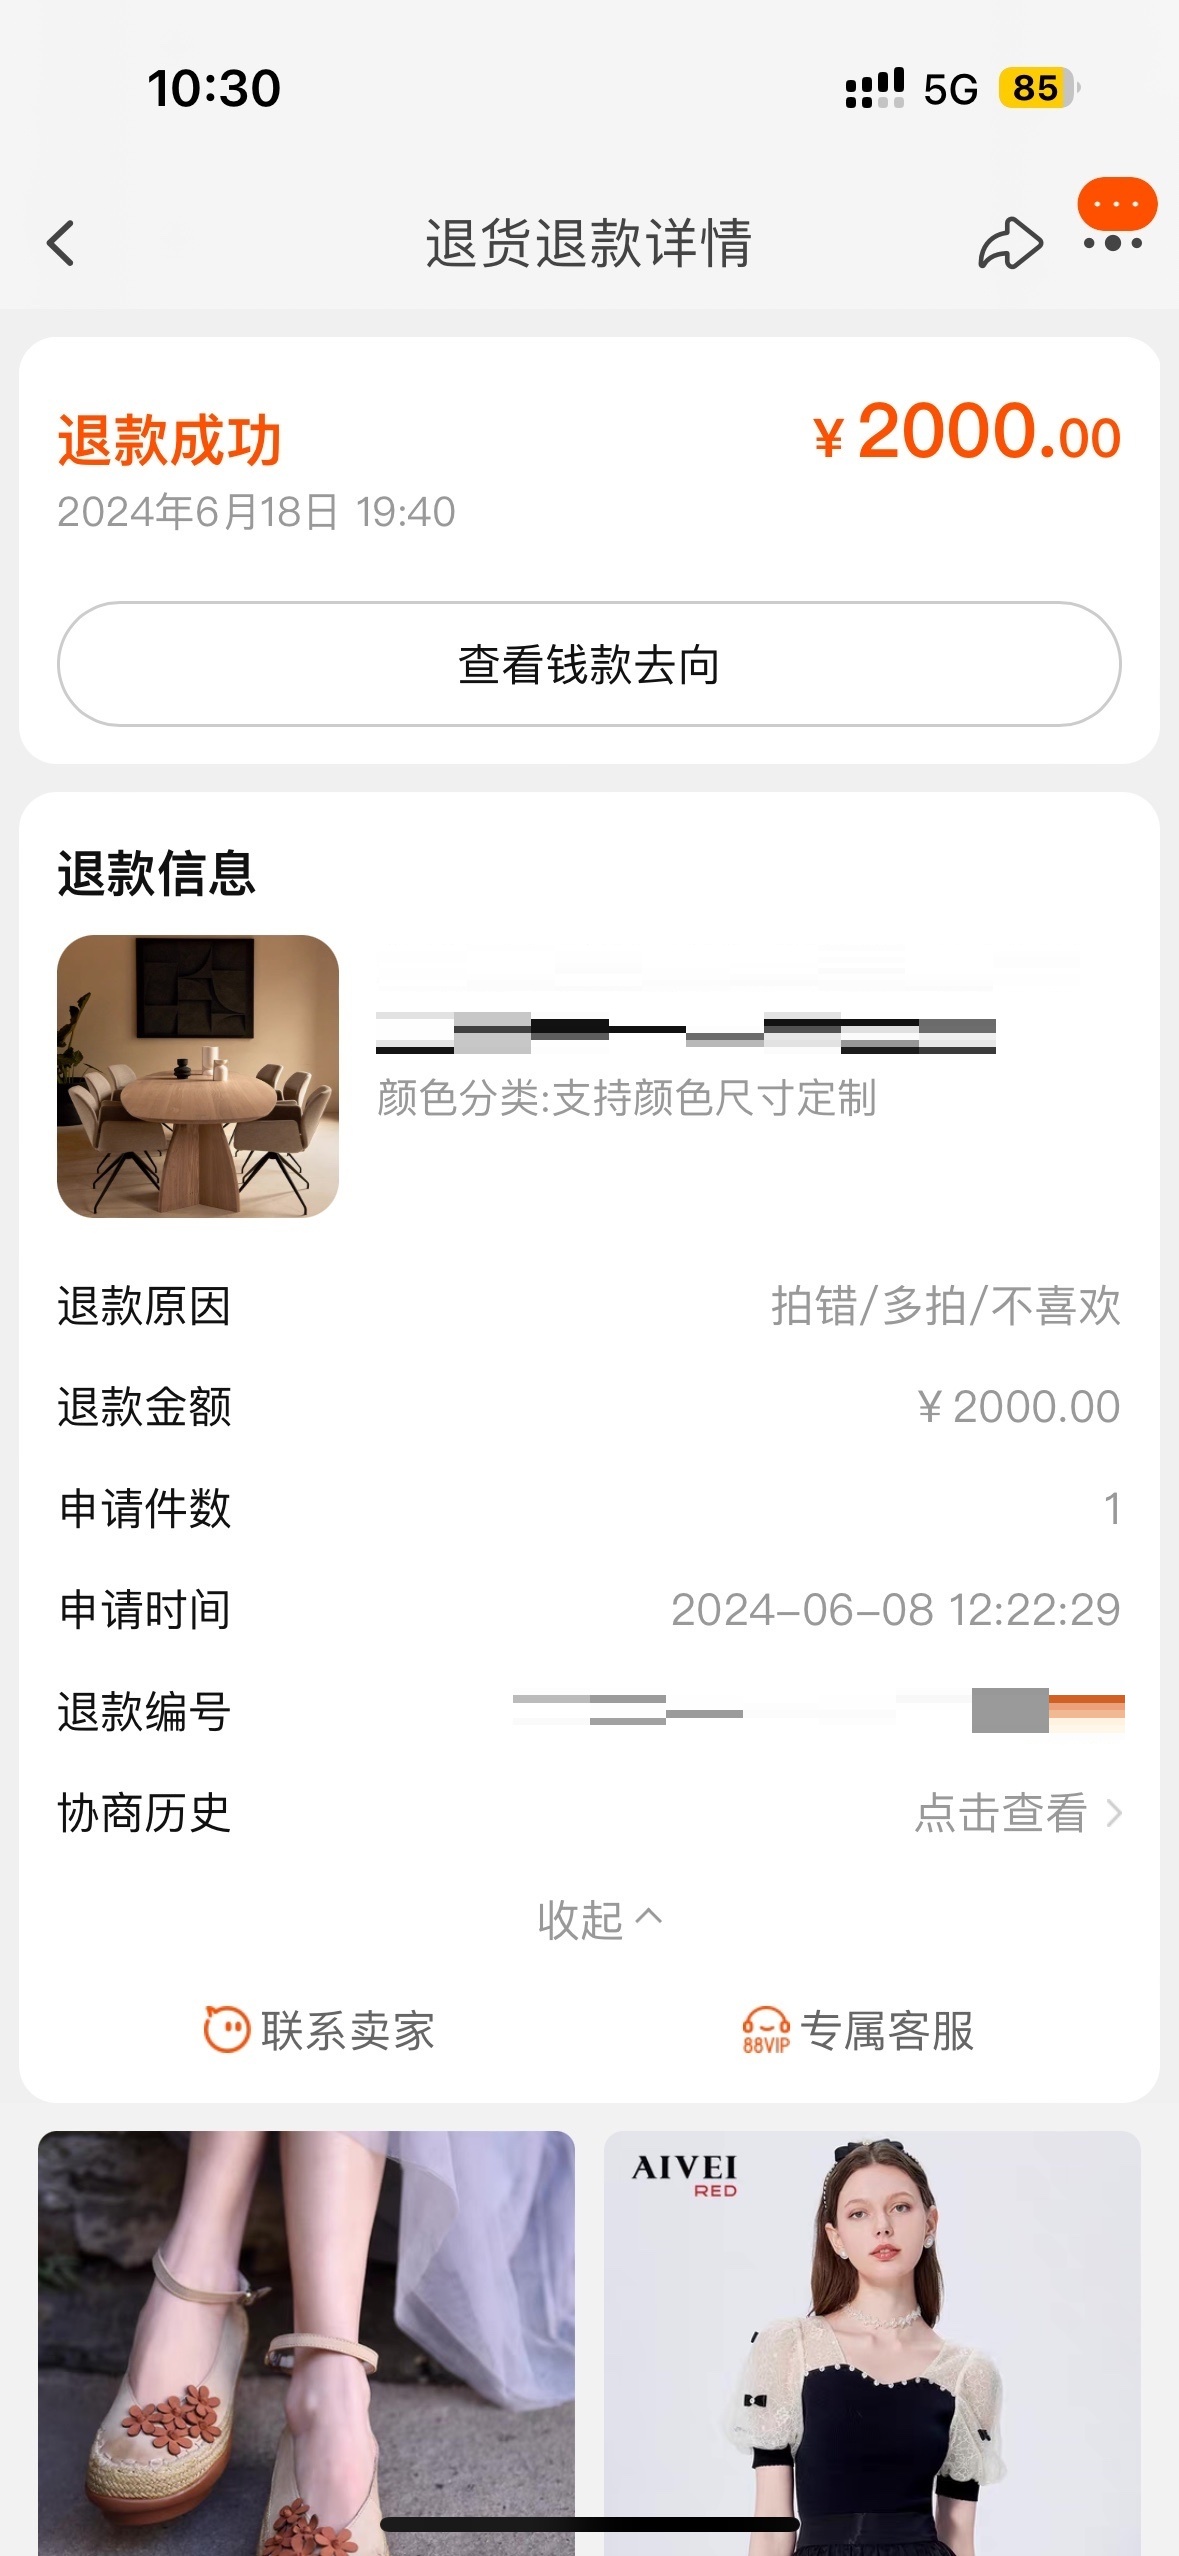 10:30
5G 85
退货退款详情
退款成功 ¥2000.00
2024年6月18日 19:40
查看钱款去向
退款信息
颜色分类:支持颜色尺寸定制
退款原因 拍错/多拍/不喜欢
退款金额 ¥2000.00
申请件数 1
申请时间 2024-06-08 12:22:29
退款编号
协商历史 点击查看
收起
联系卖家 88VIP 专属客服
AIVEI
RED